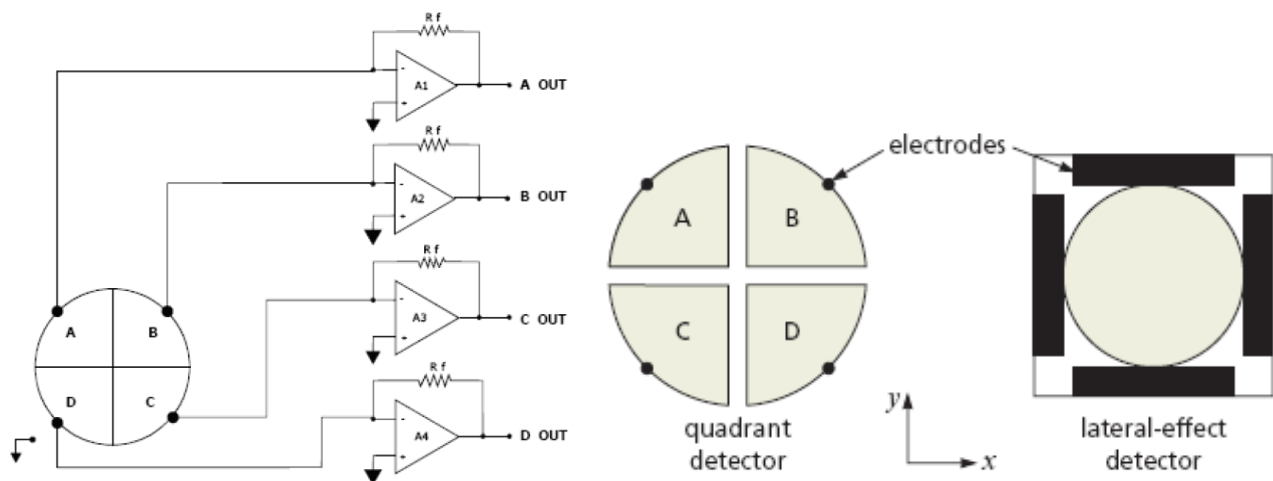 R f
-
A1
+
A OUT
R f
-
A2
+
B OUT
R f
-
A3
+
C OUT
R f
-
A4
+
D OUT
A
B
D
C
electrodes
A
B
C
D
quadrant
detector
y
x
lateral-effect
detector